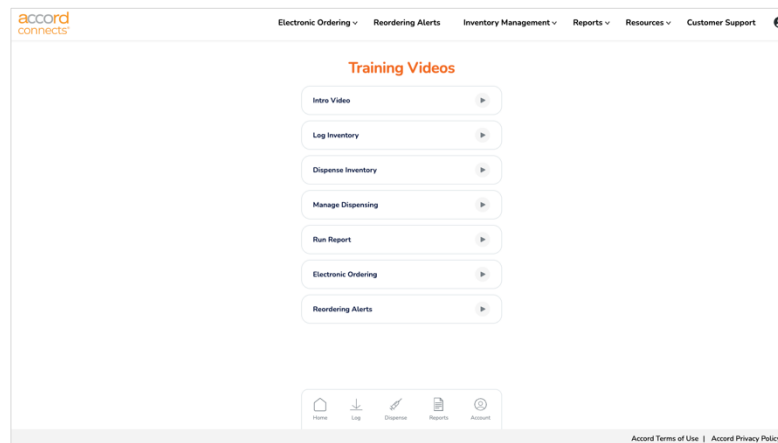 accord
connects®
Electronic Ordering Reordering Alerts Inventory Management Reports Resources Customer Support
Training Videos
Intro Video
Log Inventory
Dispense Inventory
Manage Dispensing
Run Report
Electronic Ordering
Reordering Alerts
Home Log Dispense Reports Account
Accord Terms of Use | Accord Privacy Policy